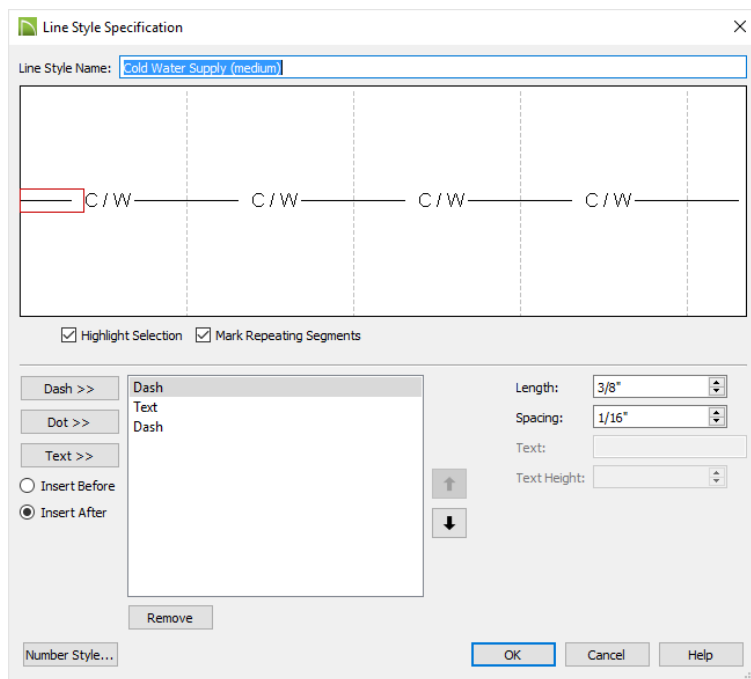 Line Style Specification
Line Style Name: Cold Water Supply (medium)
C / W C / W C / W C / W
Highlight Selection Mark Repeating Segments
Dash >>
Dot >>
Text >>
Insert Before
Insert After
Dash
Text
Dash
Remove
Length: 3/8"
Spacing: 1/16"
Text:
Text Height:
Number Style... OK Cancel Help